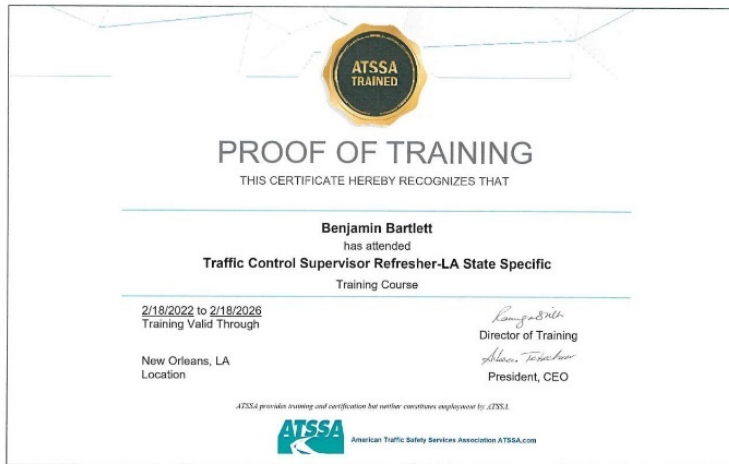 ATSSA
TRAINED
PROOF OF TRAINING
THIS CERTIFICATE HEREBY RECOGNIZES THAT
Benjamin Bartlett
has attended
Traffic Control Supervisor Refresher-LA State Specific
Training Course
2/18/2022 to 2/18/2026
Training Valid Through
Director of Training
New Orleans, LA
Location
President, CEO
ATSSA provides training and certification but neither constitutes employment by ATSSA.
ATSSA
American Traffic Safety Services Association ATSSA.com